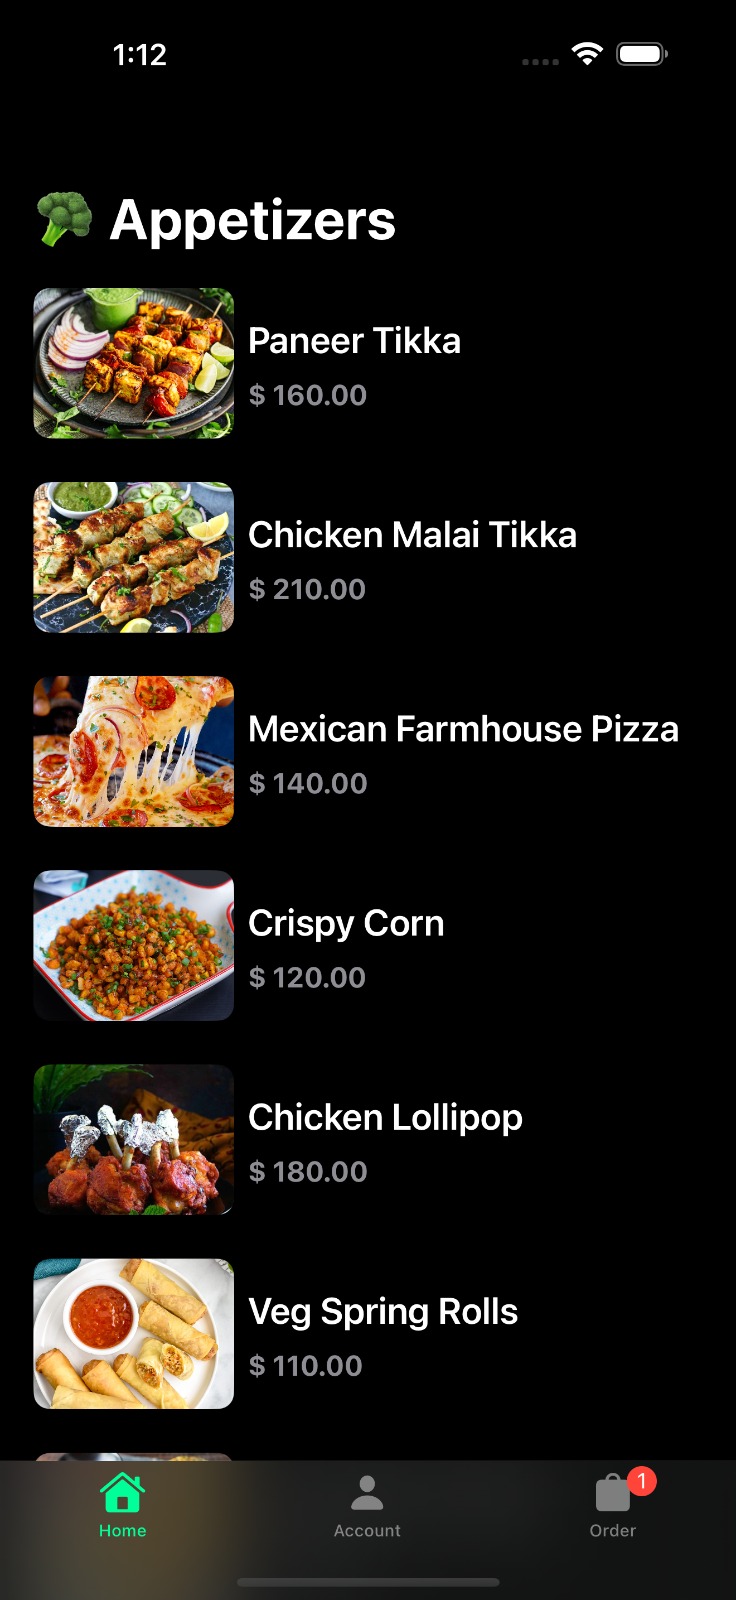 1:12
🥦 Appetizers
Paneer Tikka
$ 160.00
Chicken Malai Tikka
$ 210.00
Mexican Farmhouse Pizza
$ 140.00
Crispy Corn
$ 120.00
Chicken Lollipop
$ 180.00
Veg Spring Rolls
$ 110.00
1
Home Account Order